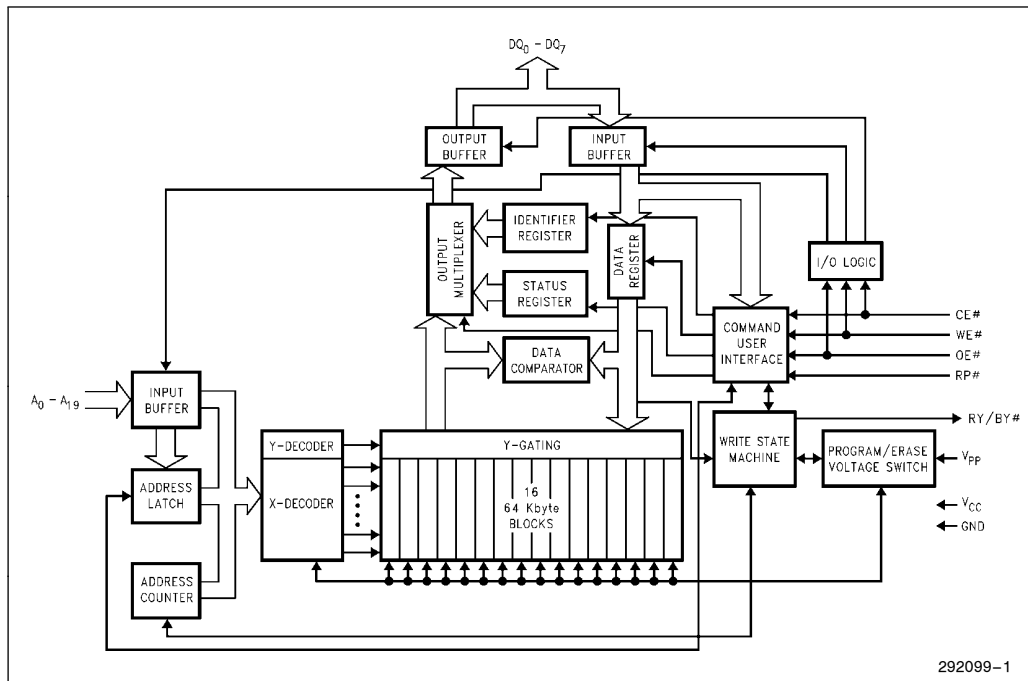 DQ₀ – DQ₇
OUTPUT
BUFFER
INPUT
BUFFER
OUTPUT
MULTIPLEXER
IDENTIFIER
REGISTER
DATA
REGISTER
I/O LOGIC
STATUS
REGISTER
COMMAND
USER
INTERFACE
CE#
WE#
OE#
RP#
DATA
COMPARATOR
A₀ – A₁₉
INPUT
BUFFER
RY/BY#
Y-DECODER
Y-GATING
WRITE STATE
MACHINE
PROGRAM/ERASE
VOLTAGE SWITCH
V_PP
ADDRESS
LATCH
X-DECODER
16
64 Kbyte
BLOCKS
V_CC
GND
ADDRESS
COUNTER
292099–1